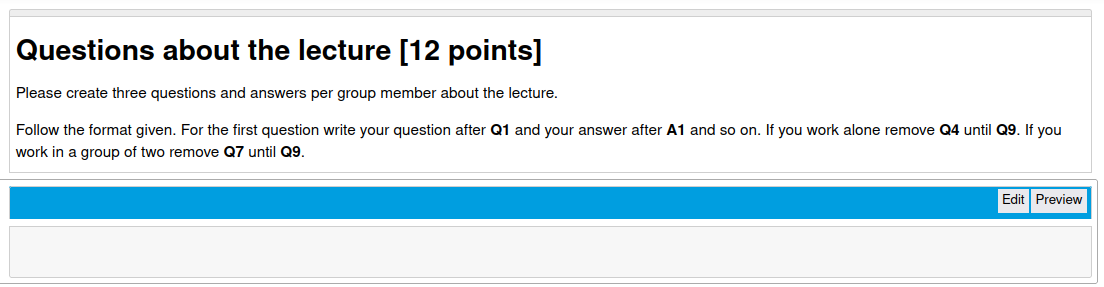 Questions about the lecture [12 points]
Please create three questions and answers per group member about the lecture.
Follow the format given. For the first question write your question after Q1 and your answer after A1 and so on. If you work alone remove Q4 until Q9. If you
work in a group of two remove Q7 until Q9.
Edit Preview